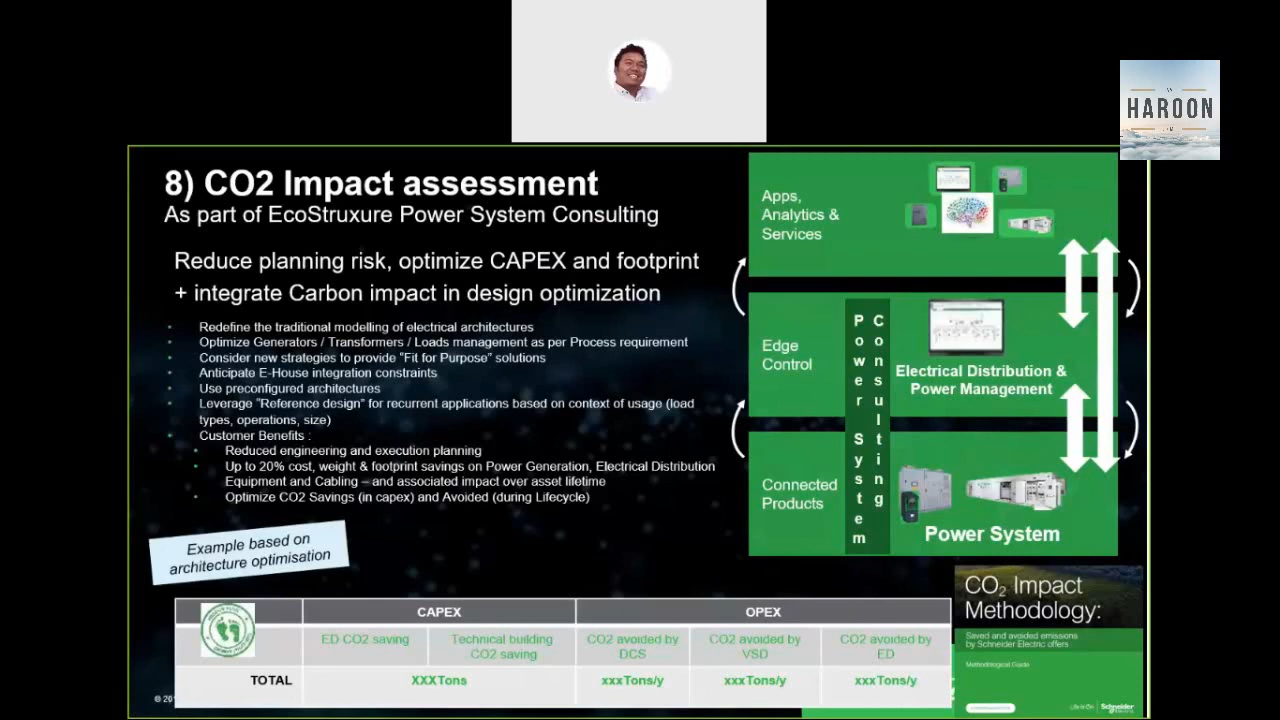 HAROON
8) CO2 Impact assessment
As part of EcoStruxure Power System Consulting
Reduce planning risk, optimize CAPEX and footprint
+ integrate Carbon impact in design optimization
• Redefine the traditional modelling of electrical architectures
• Optimize Generators / Transformers / Loads management as per Process requirement
• Consider new strategies to provide "Fit for Purpose" solutions
• Anticipate E-House integration constraints
• Use preconfigured architectures
• Leverage "Reference design" for recurrent applications based on context of usage (load
types, operations, size)
• Customer Benefits :
• Reduced engineering and execution planning
• Up to 20% cost, weight & footprint savings on Power Generation, Electrical Distribution
Equipment and Cabling – and associated impact over asset lifetime
• Optimize CO2 Savings (in capex) and Avoided (during Lifecycle)
Example based on
architecture optimisation
Apps,
Analytics &
Services
Edge
Control
Connected
Products
Power System
Consulting
Electrical Distribution &
Power Management
Power System
CAPEX OPEX
ED CO2 saving
Technical building
CO2 saving
CO2 avoided by
DCS
CO2 avoided by
VSD
CO2 avoided by
ED
TOTAL XXXTons xxxTons/y xxxTons/y xxxTons/y
© 20
CO₂ Impact
Methodology:
Saved and avoided emissions
by Schneider Electric offers
Methodological Guide
Life Is On
Schneider
Electric